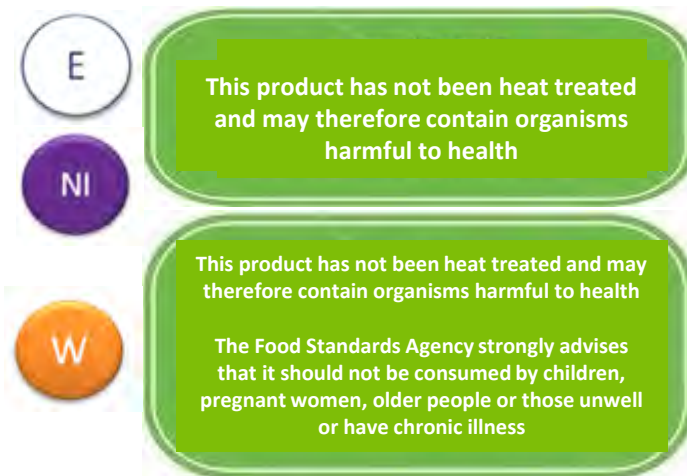 E
This product has not been heat treated
and may therefore contain organisms
harmful to health
NI
This product has not been heat treated and may
therefore contain organisms harmful to health
W
The Food Standards Agency strongly advises
that it should not be consumed by children,
pregnant women, older people or those unwell
or have chronic illness